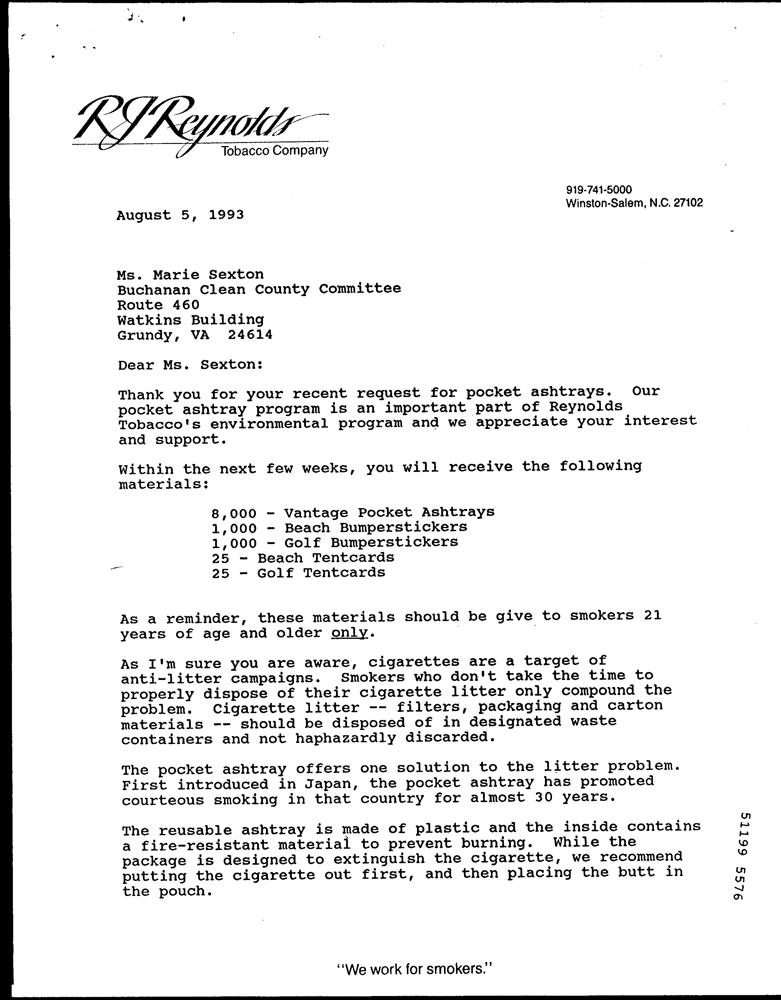 RJReynolds
Tobacco Company
919-741-5000
Winston-Salem, N.C. 27102
August 5, 1993
Ms. Marie Sexton
Buchanan Clean County Committee
Route 460
Watkins Building
Grundy, VA  24614
Dear Ms. Sexton:
Thank you for your recent request for pocket ashtrays.  Our
pocket ashtray program is an important part of Reynolds
Tobacco's environmental program and we appreciate your interest
and support.
Within the next few weeks, you will receive the following
materials:
8,000 - Vantage Pocket Ashtrays
1,000 - Beach Bumperstickers
1,000 - Golf Bumperstickers
25 - Beach Tentcards
25 - Golf Tentcards
As a reminder, these materials should be give to smokers 21
years of age and older only.
As I'm sure you are aware, cigarettes are a target of
anti-litter campaigns.  Smokers who don't take the time to
properly dispose of their cigarette litter only compound the
problem.  Cigarette litter -- filters, packaging and carton
materials -- should be disposed of in designated waste
containers and not haphazardly discarded.
The pocket ashtray offers one solution to the litter problem.
First introduced in Japan, the pocket ashtray has promoted
courteous smoking in that country for almost 30 years.
The reusable ashtray is made of plastic and the inside contains
a fire-resistant material to prevent burning.  While the
package is designed to extinguish the cigarette, we recommend
putting the cigarette out first, and then placing the butt in
the pouch.
51199 5576
"We work for smokers."